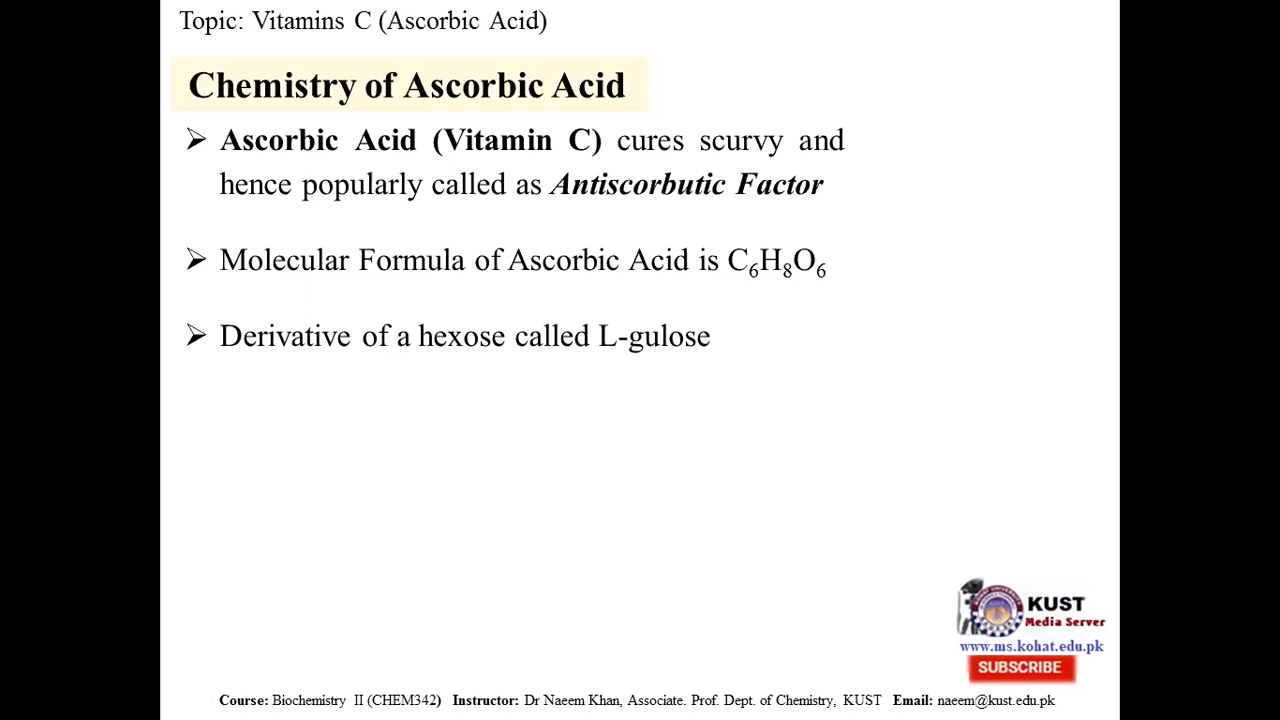 Topic: Vitamins C (Ascorbic Acid)
Chemistry of Ascorbic Acid
➢ Ascorbic Acid (Vitamin C) cures scurvy and
hence popularly called as Antiscorbutic Factor
➢ Molecular Formula of Ascorbic Acid is C₆H₈O₆
➢ Derivative of a hexose called L-gulose
KUST
Media Server
www.ms.kohat.edu.pk
SUBSCRIBE
Course: Biochemistry II (CHEM342) Instructor: Dr Naeem Khan, Associate. Prof. Dept. of Chemistry, KUST Email: naeem@kust.edu.pk